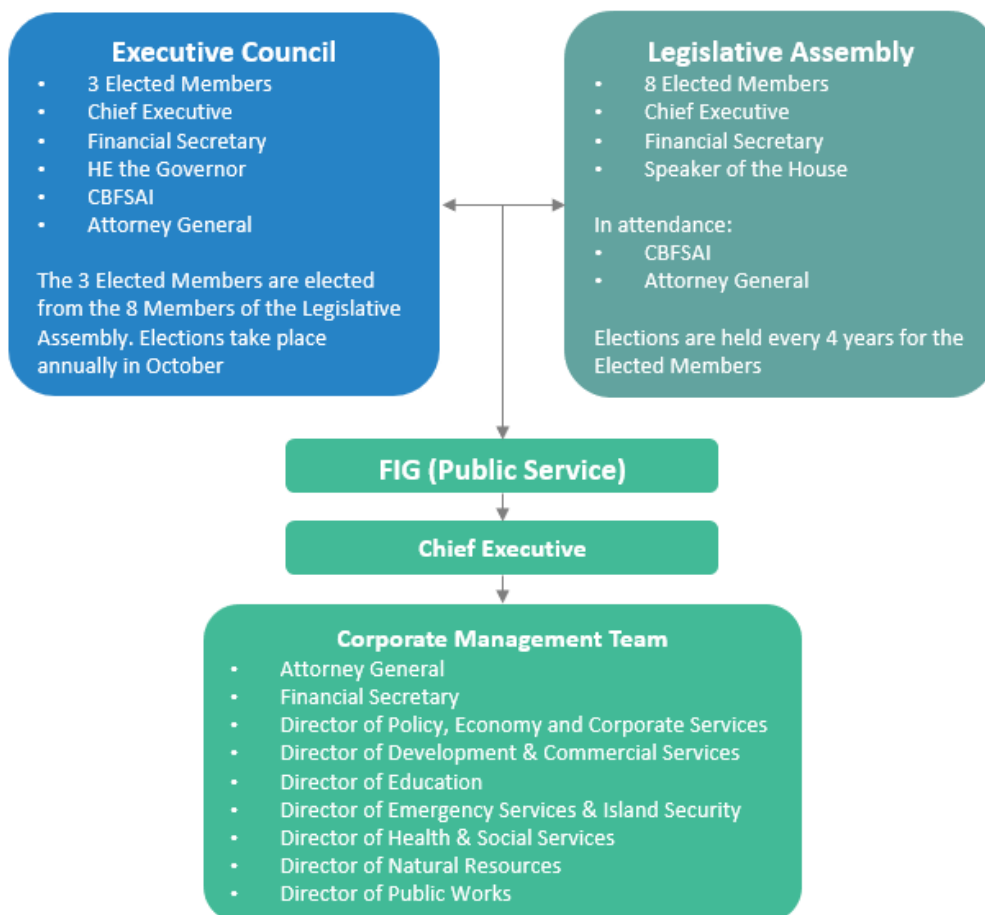 Executive Council
• 3 Elected Members
• Chief Executive
• Financial Secretary
• HE the Governor
• CBFSAI
• Attorney General
The 3 Elected Members are elected
from the 8 Members of the Legislative
Assembly. Elections take place
annually in October
Legislative Assembly
• 8 Elected Members
• Chief Executive
• Financial Secretary
• Speaker of the House
In attendance:
• CBFSAI
• Attorney General
Elections are held every 4 years for the
Elected Members
FIG (Public Service)
Chief Executive
Corporate Management Team
• Attorney General
• Financial Secretary
• Director of Policy, Economy and Corporate Services
• Director of Development & Commercial Services
• Director of Education
• Director of Emergency Services & Island Security
• Director of Health & Social Services
• Director of Natural Resources
• Director of Public Works